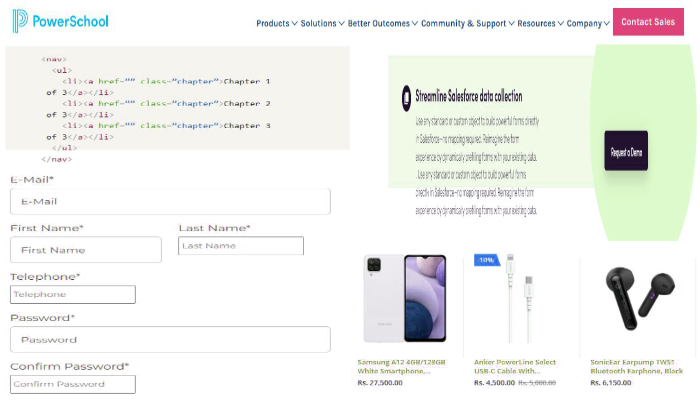 PowerSchool
Products Solutions Better Outcomes Community & Support Resources Company Contact Sales
<nav>
<ul>
<li><a href="" class="chapter">Chapter 1
of 3</a></li>
<li><a href="" class="chapter">Chapter 2
of 3</a></li>
<li><a href="" class="chapter">Chapter 3
of 3</a></li>
</ul>
</nav>
Streamline Salesforce data collection
Use any standard or custom object to build powerful forms directly
in Salesforce–no mapping required. Reimagine the form
experience by dynamically prefilling forms with your existing data.
. Use any standard or custom object to build powerful forms
directly in Salesforce–no mapping required. Reimagine the form
experience by dynamically prefilling forms with your existing data.
Request a Demo
E-Mail*
E-Mail
First Name* Last Name*
First Name Last Name
Telephone*
Telephone
Password*
Password
Confirm Password*
Confirm Password
10%
Samsung A12 4GB/128GB
White Smartphone,...
Rs. 27,500.00
Anker PowerLine Select
USB-C Cable With...
Rs. 4,500.00 Rs. 5,000.00
SonicEar Earpump TWS1
Bluetooth Earphone, Black
Rs. 6,150.00